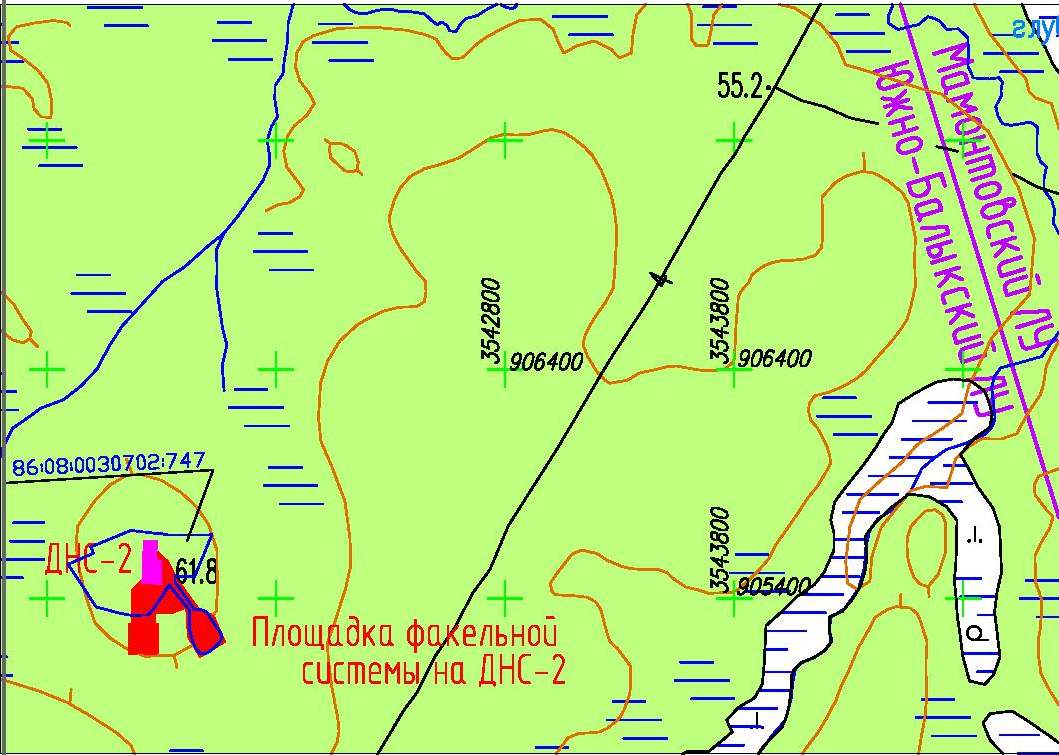 глу
55.2
Мамонтовский ЛУ
Южно-Балыкский ЛУ
4
3542800
906400
3543800
906400
86:08:0030702:747
ДНС-2
61.8
3543800
905400
Площадка факельной
системы на ДНС-2
р